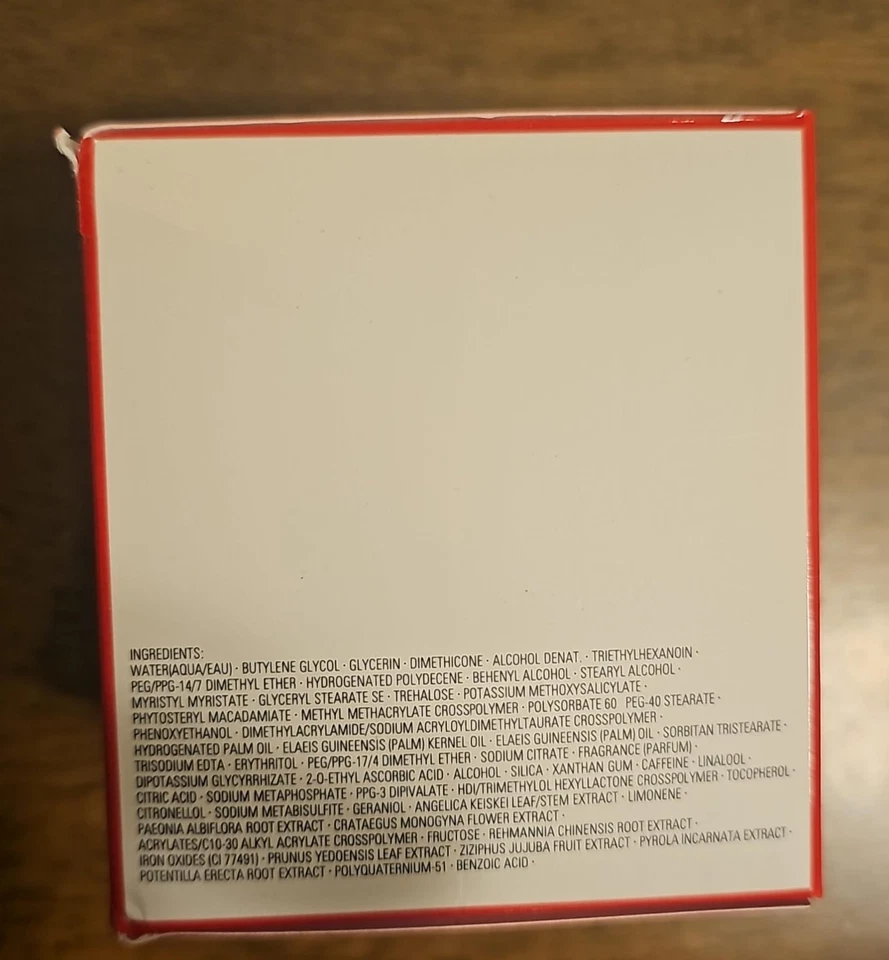 INGREDIENTS:
WATER(AQUA/EAU) · BUTYLENE GLYCOL · GLYCERIN · DIMETHICONE · ALCOHOL DENAT. · TRIETHYLHEXANOIN ·
PEG/PPG-14/7 DIMETHYL ETHER · HYDROGENATED POLYDECENE · BEHENYL ALCOHOL · STEARYL ALCOHOL ·
MYRISTYL MYRISTATE · GLYCERYL STEARATE SE · TREHALOSE · POTASSIUM METHOXYSALICYLATE ·
PHYTOSTERYL MACADAMIATE · METHYL METHACRYLATE CROSSPOLYMER · POLYSORBATE 60 PEG-40 STEARATE ·
PHENOXYETHANOL · DIMETHYLACRYLAMIDE/SODIUM ACRYLOYLDIMETHYLTAURATE CROSSPOLYMER ·
HYDROGENATED PALM OIL · ELAEIS GUINEENSIS (PALM) KERNEL OIL · ELAEIS GUINEENSIS (PALM) OIL · SORBITAN TRISTEARATE ·
TRISODIUM EDTA · ERYTHRITOL · PEG/PPG-17/4 DIMETHYL ETHER · SODIUM CITRATE · FRAGRANCE (PARFUM) ·
DIPOTASSIUM GLYCYRRHIZATE · 2-O-ETHYL ASCORBIC ACID · ALCOHOL · SILICA · XANTHAN GUM · CAFFEINE · LINALOOL ·
CITRIC ACID · SODIUM METAPHOSPHATE · PPG-3 DIPIVALATE · HDI/TRIMETHYLOL HEXYLLACTONE CROSSPOLYMER · TOCOPHEROL ·
CITRONELLOL · SODIUM METABISULFITE · GERANIOL · ANGELICA KEISKEI LEAF/STEM EXTRACT · LIMONENE ·
PAEONIA ALBIFLORA ROOT EXTRACT · CRATAEGUS MONOGYNA FLOWER EXTRACT ·
ACRYLATES/C10-30 ALKYL ACRYLATE CROSSPOLYMER · FRUCTOSE · REHMANNIA CHINENSIS ROOT EXTRACT ·
IRON OXIDES (CI 77491) · PRUNUS YEDOENSIS LEAF EXTRACT · ZIZIPHUS JUJUBA FRUIT EXTRACT · PYROLA INCARNATA EXTRACT ·
POTENTILLA ERECTA ROOT EXTRACT · POLYQUATERNIUM-51 · BENZOIC ACID ·